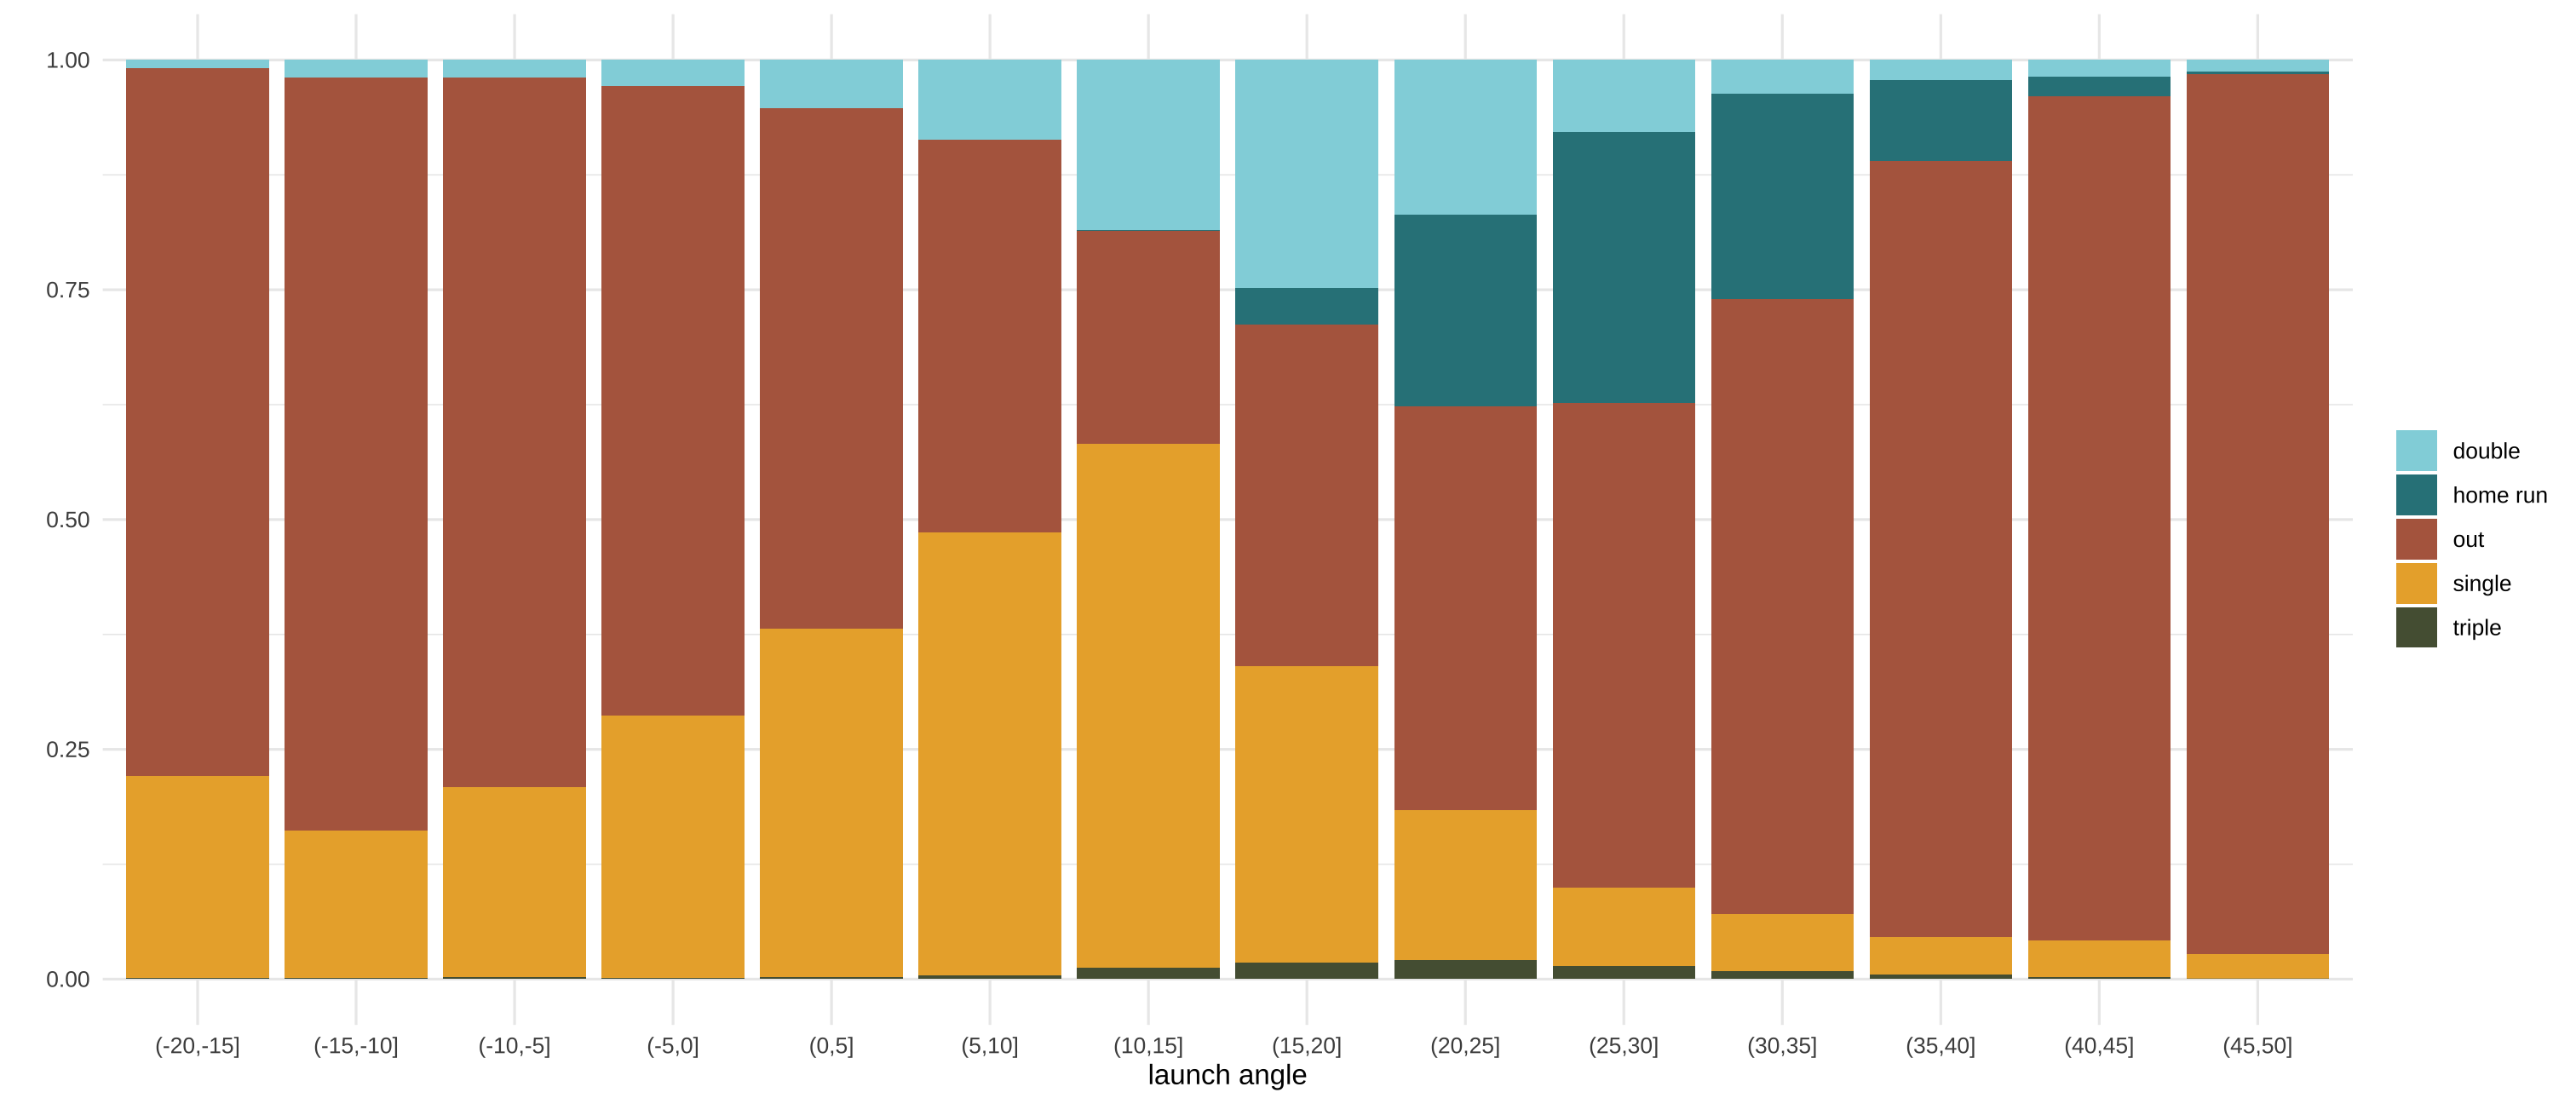 1.00
0.75
0.50
0.25
0.00
(-20,-15] (-15,-10] (-10,-5] (-5,0] (0,5] (5,10] (10,15] (15,20] (20,25] (25,30] (30,35] (35,40] (40,45] (45,50]
launch angle
double
home run
out
single
triple